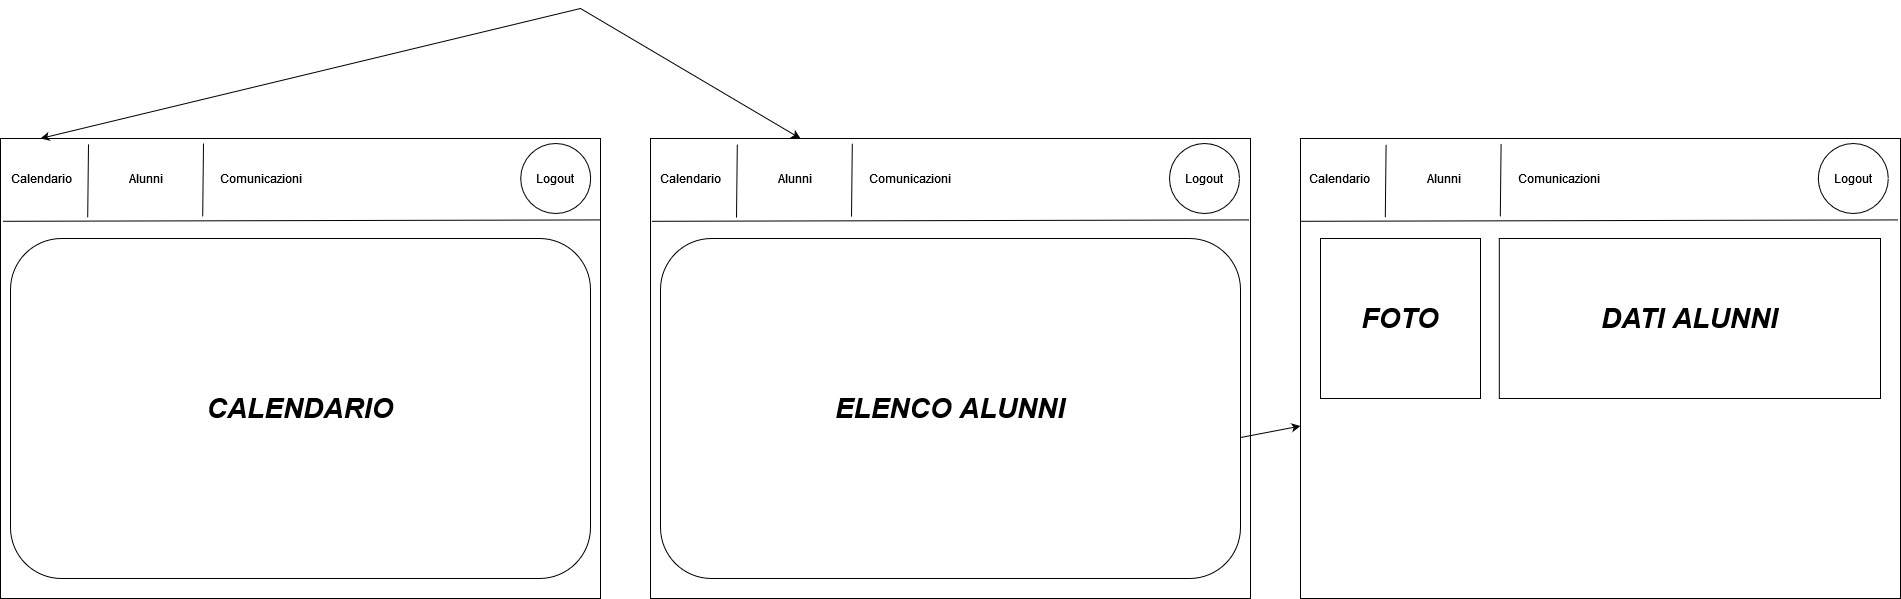 Calendario
Alunni
Comunicazioni
Logout
CALENDARIO
Calendario
Alunni
Comunicazioni
Logout
ELENCO ALUNNI
Calendario
Alunni
Comunicazioni
Logout
FOTO
DATI ALUNNI